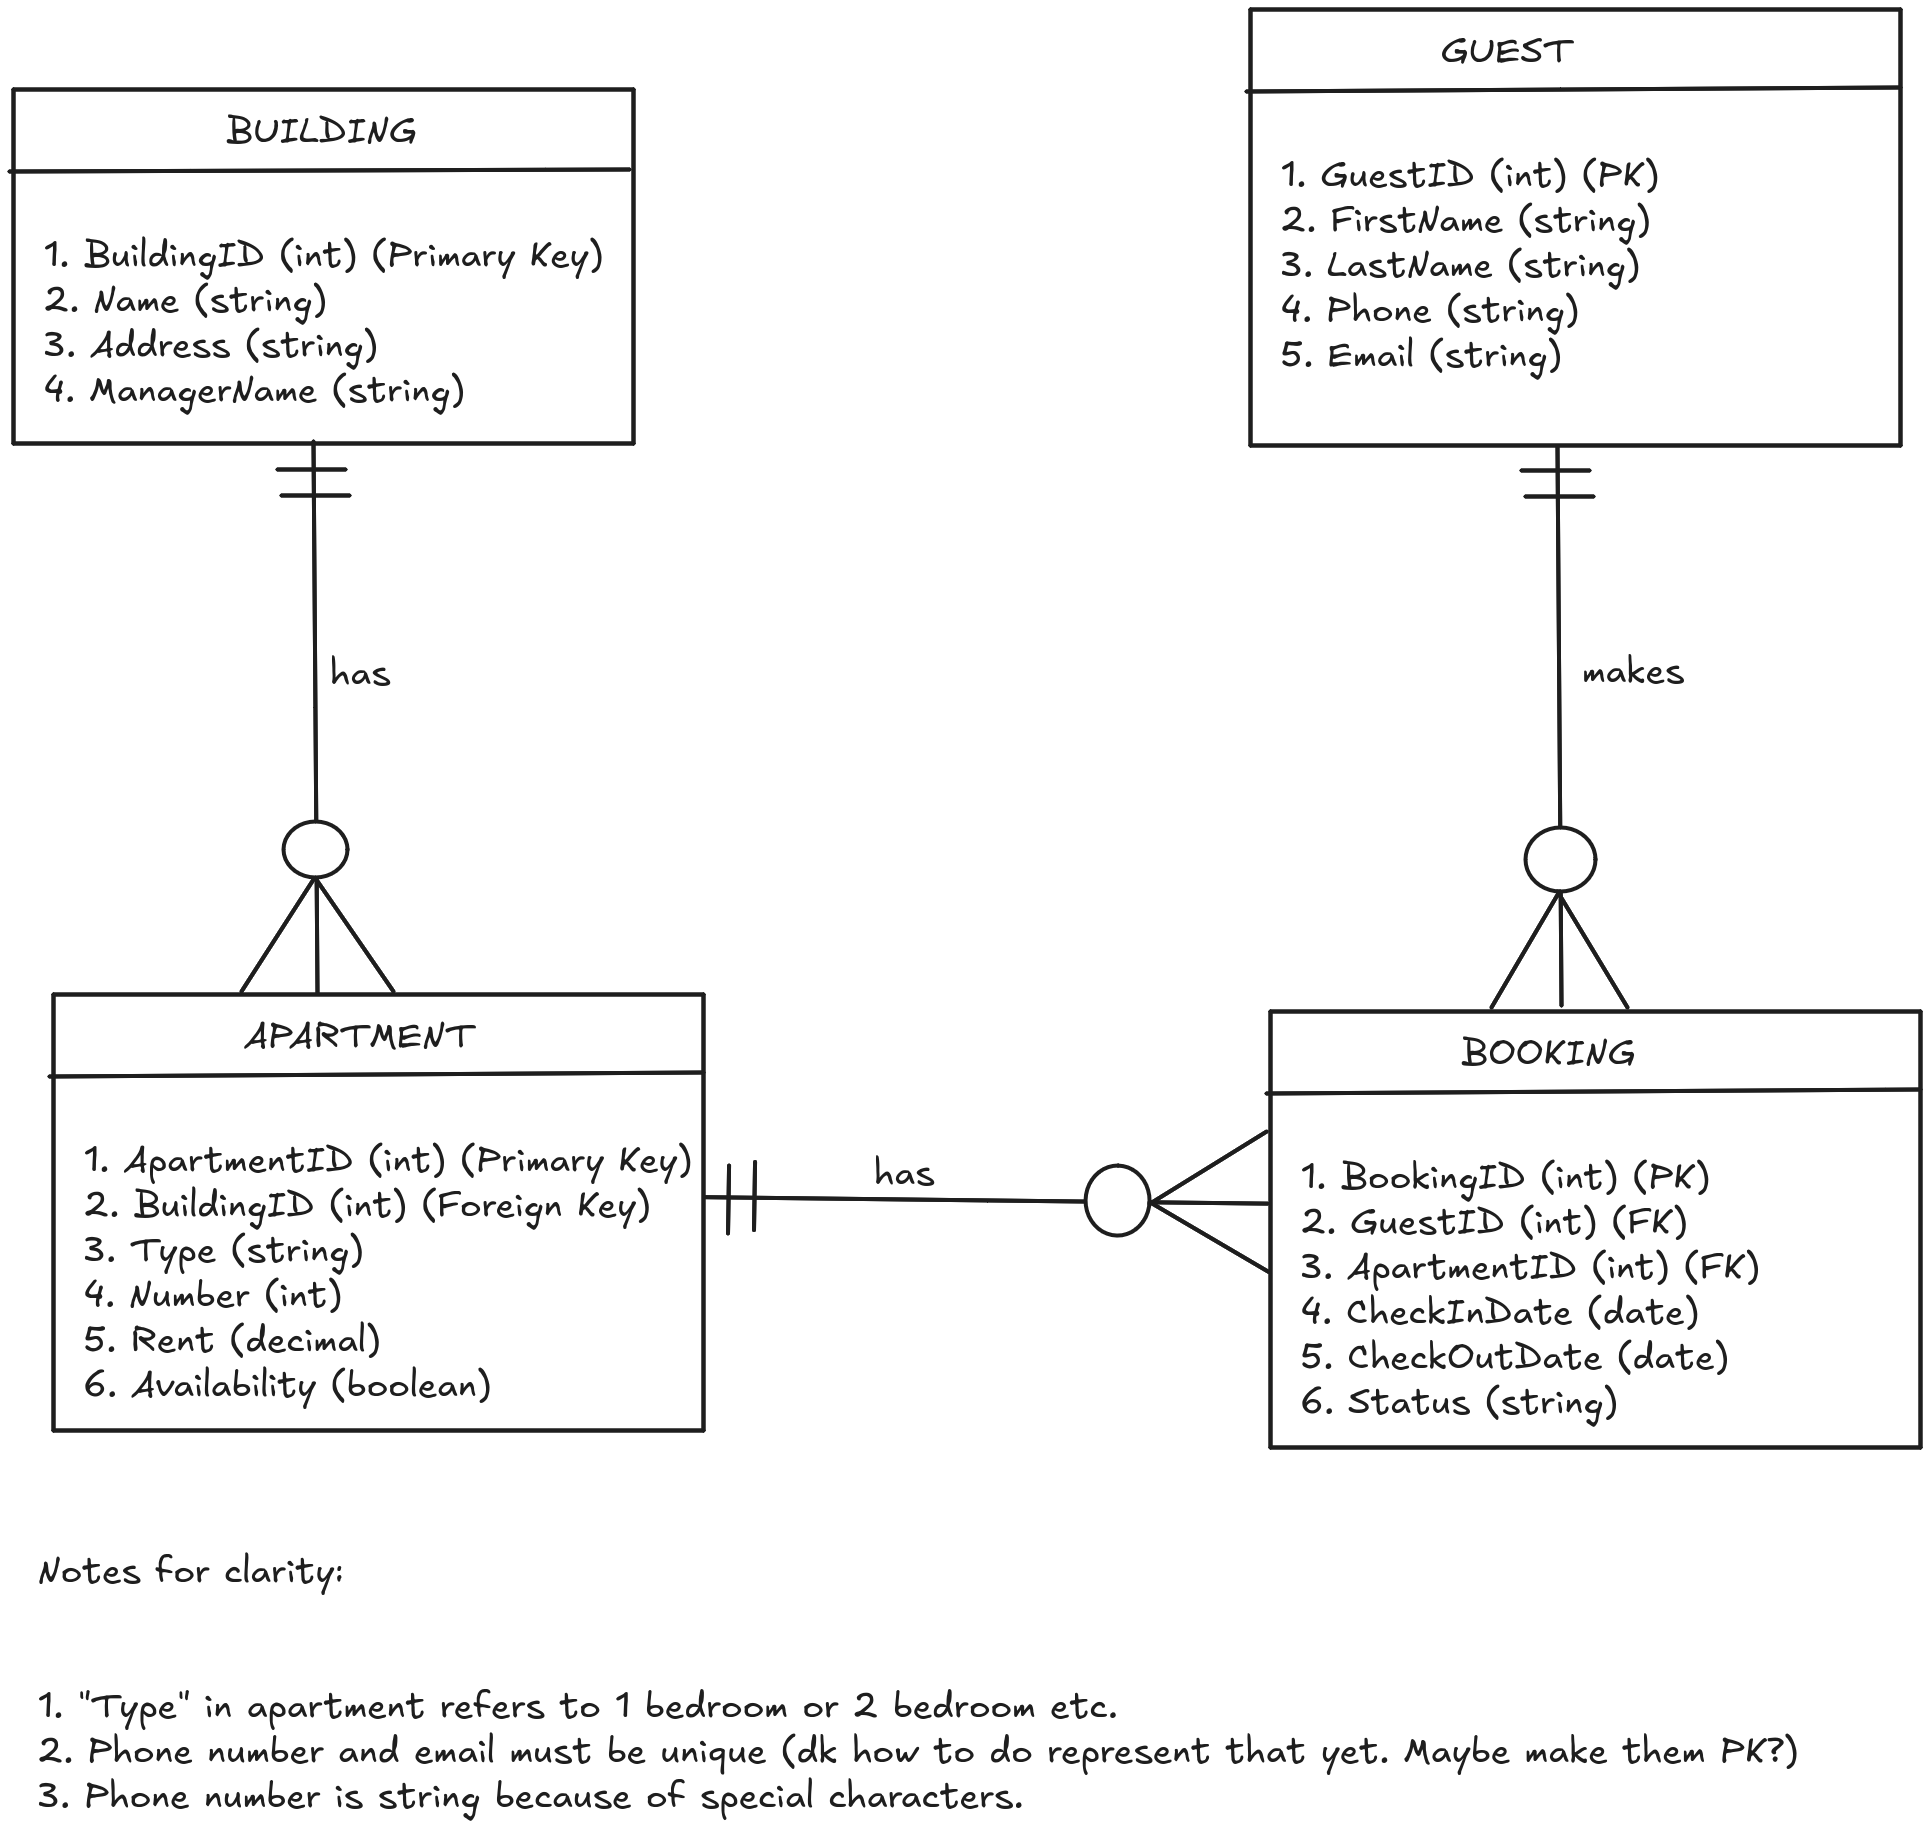 BUILDING
1. BuildingID (int) (Primary Key)
2. Name (string)
3. Address (string)
4. ManagerName (string)
GUEST
1. GuestID (int) (PK)
2. FirstName (string)
3. LastName (string)
4. Phone (string)
5. Email (string)
has
makes
APARTMENT
1. ApartmentID (int) (Primary Key)
2. BuildingID (int) (Foreign Key)
3. Type (string)
4. Number (int)
5. Rent (decimal)
6. Availability (boolean)
has
BOOKING
1. BookingID (int) (PK)
2. GuestID (int) (FK)
3. ApartmentID (int) (FK)
4. CheckInDate (date)
5. CheckOutDate (date)
6. Status (string)
Notes for clarity:
1. "Type" in apartment refers to 1 bedroom or 2 bedroom etc.
2. Phone number and email must be unique (dk how to do represent that yet. Maybe make them PK?)
3. Phone number is string because of special characters.